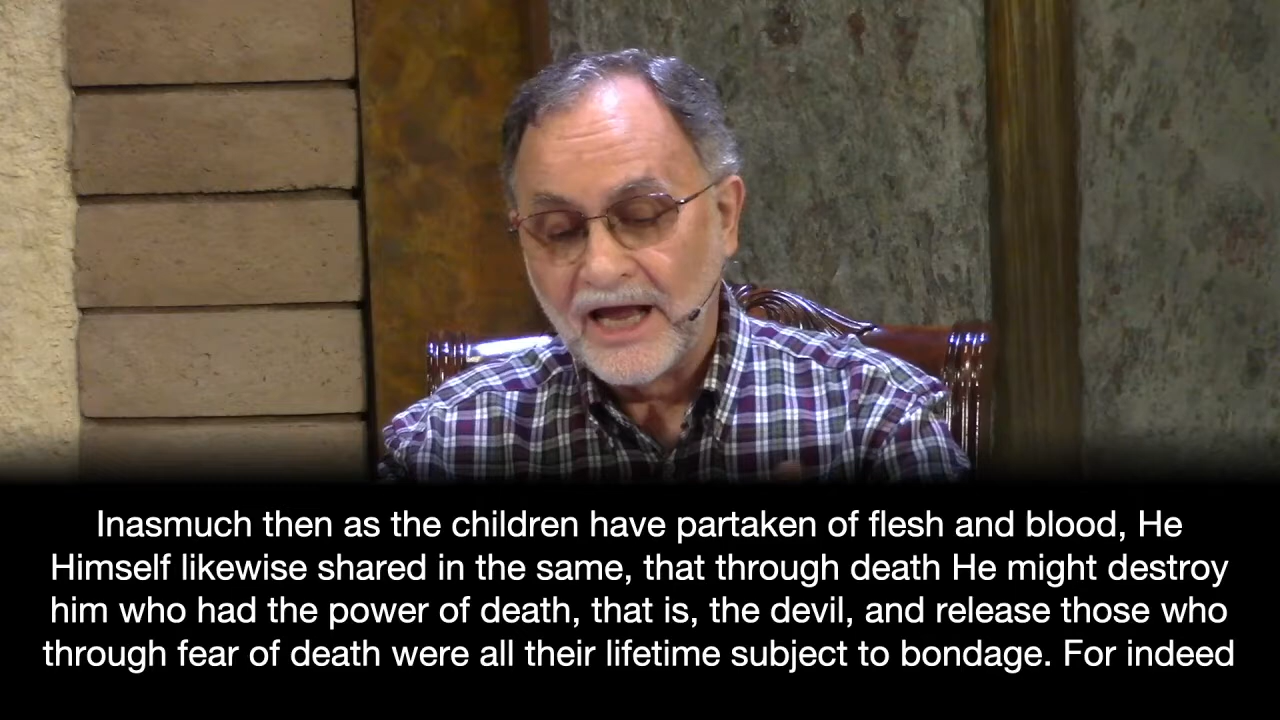 Inasmuch then as the children have partaken of flesh and blood, He
Himself likewise shared in the same, that through death He might destroy
him who had the power of death, that is, the devil, and release those who
through fear of death were all their lifetime subject to bondage. For indeed